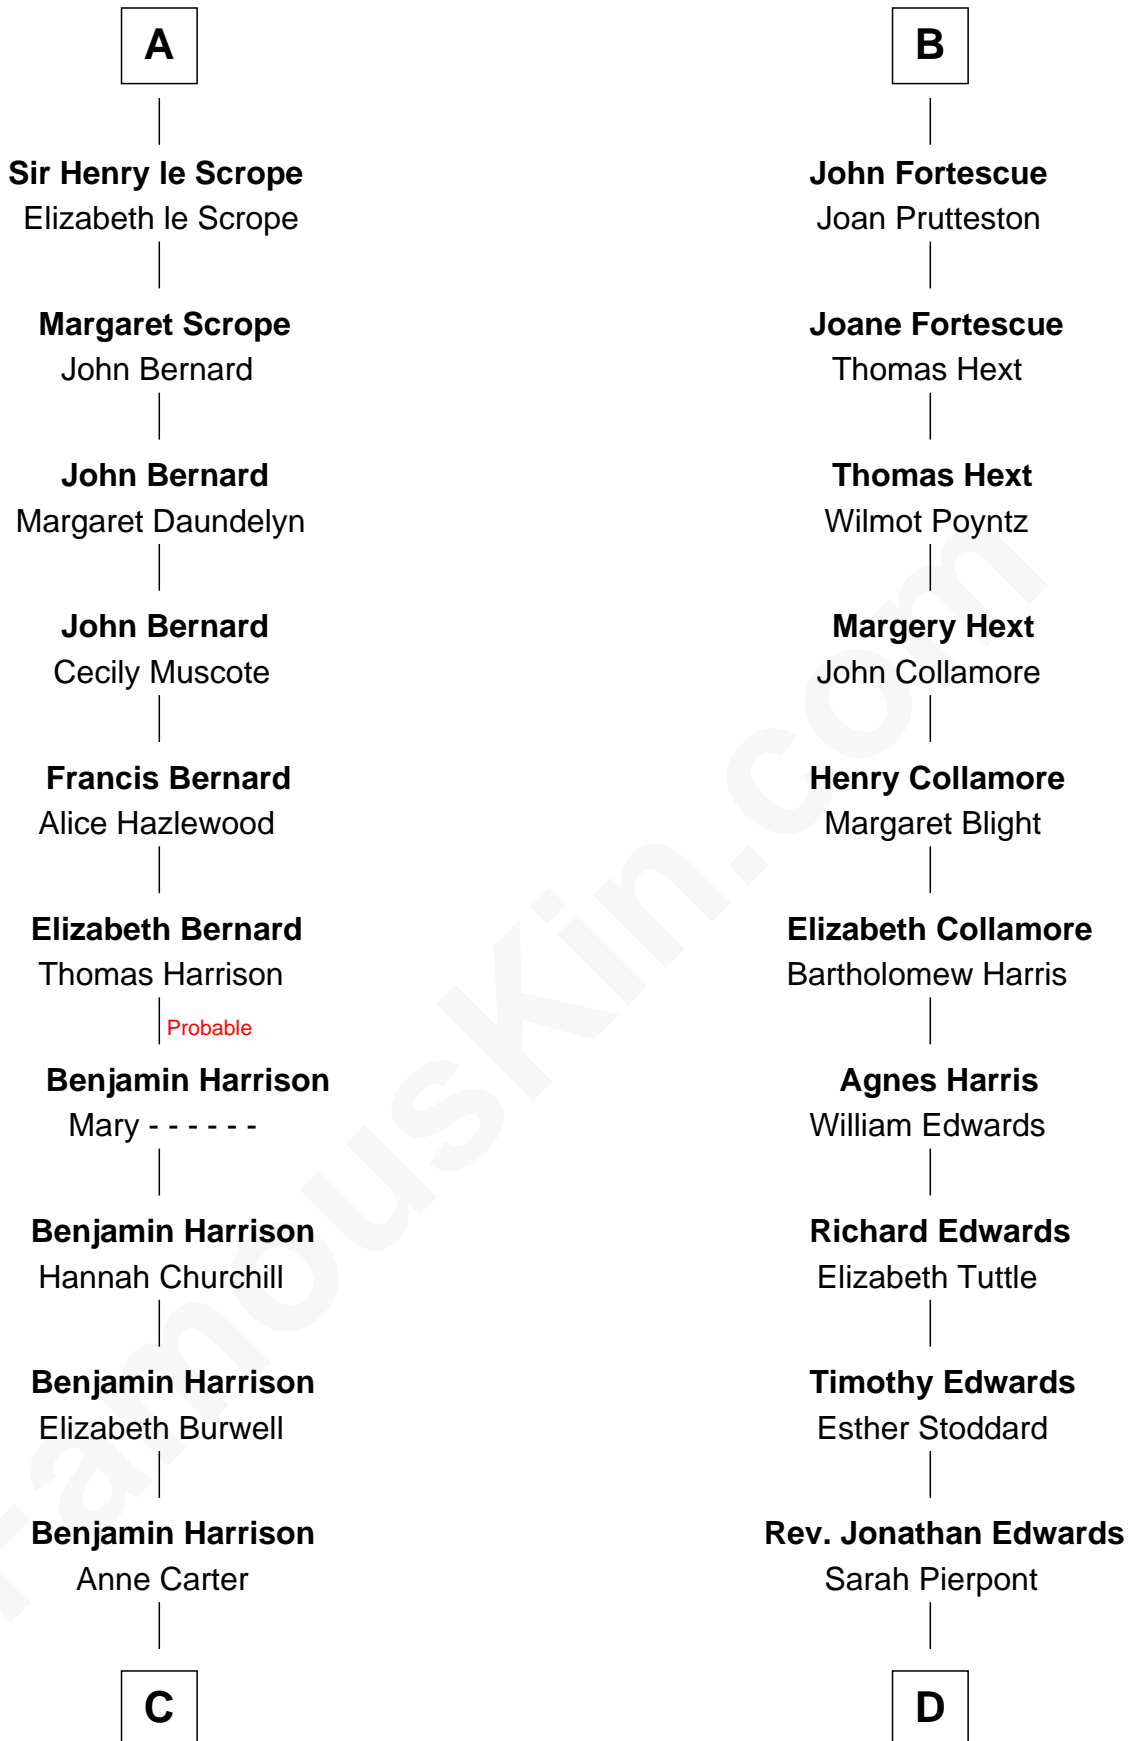 A
Sir Henry le Scrope
Elizabeth le Scrope
Margaret Scrope
John Bernard
John Bernard
Margaret Daundelyn
John Bernard
Cecily Muscote
Francis Bernard
Alice Hazlewood
Elizabeth Bernard
Thomas Harrison
Probable
Benjamin Harrison
Mary - - - - - -
Benjamin Harrison
Hannah Churchill
Benjamin Harrison
Elizabeth Burwell
Benjamin Harrison
Anne Carter
C
B
John Fortescue
Joan Prutteston
Joane Fortescue
Thomas Hext
Thomas Hext
Wilmot Poyntz
Margery Hext
John Collamore
Henry Collamore
Margaret Blight
Elizabeth Collamore
Bartholomew Harris
Agnes Harris
William Edwards
Richard Edwards
Elizabeth Tuttle
Timothy Edwards
Esther Stoddard
Rev. Jonathan Edwards
Sarah Pierpont
D
FamousKin.com